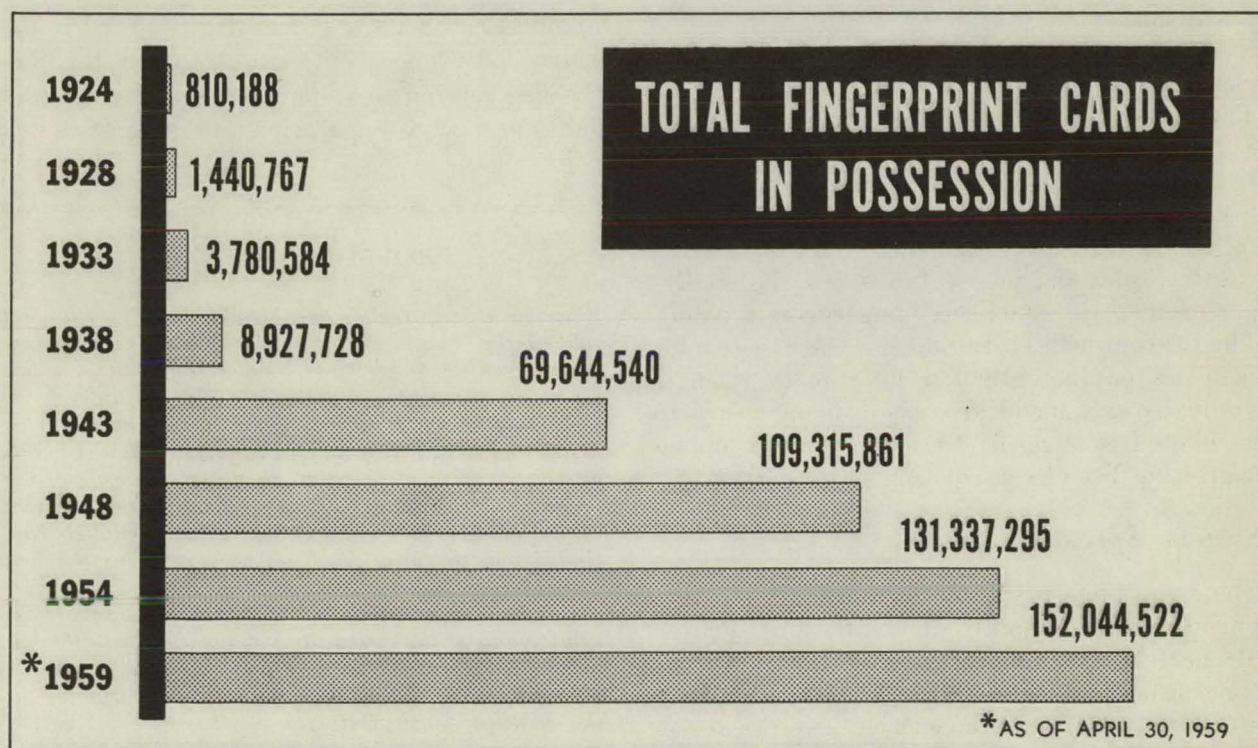 TOTAL FINGERPRINT CARDS
IN POSSESSION
1924 810,188
1928 1,440,767
1933 3,780,584
1938 8,927,728
1943 69,644,540
1948 109,315,861
1954 131,337,295
*1959 152,044,522
*AS OF APRIL 30, 1959